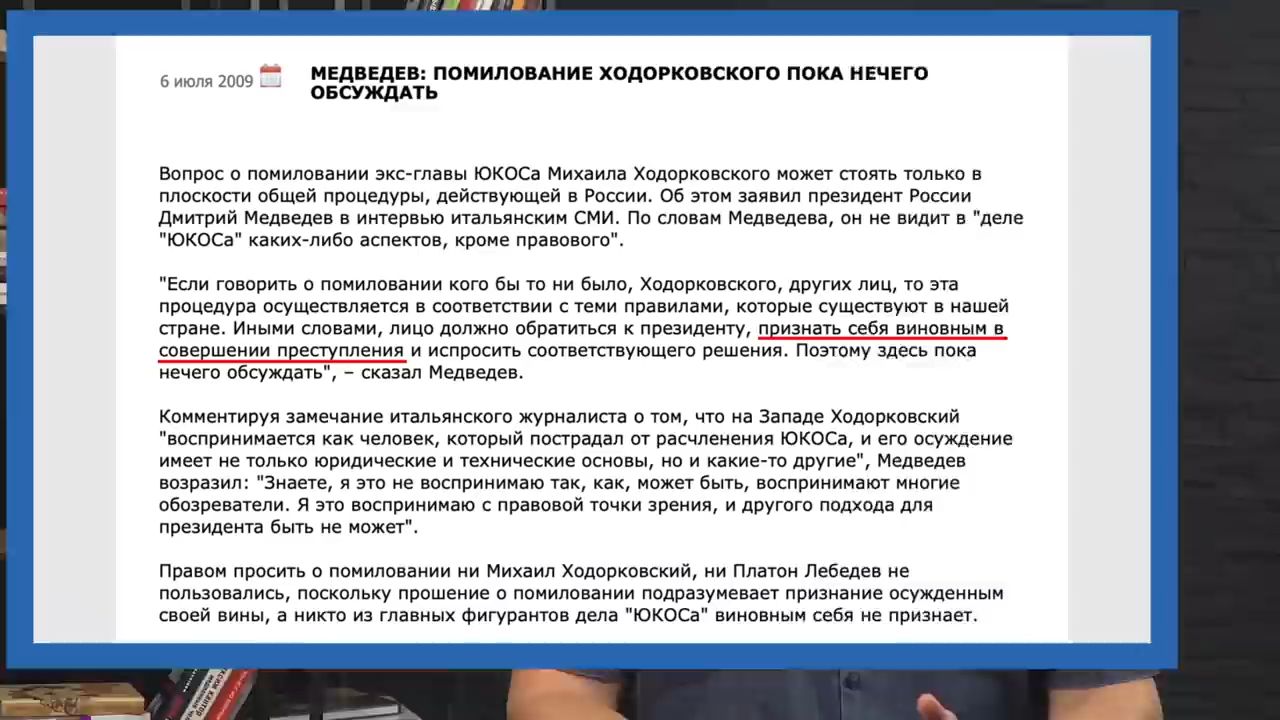 6 июля 2009
МЕДВЕДЕВ: ПОМИЛОВАНИЕ ХОДОРКОВСКОГО ПОКА НЕЧЕГО
ОБСУЖДАТЬ
Вопрос о помиловании экс-главы ЮКОСа Михаила Ходорковского может стоять только в
плоскости общей процедуры, действующей в России. Об этом заявил президент России
Дмитрий Медведев в интервью итальянским СМИ. По словам Медведева, он не видит в "деле
"ЮКОСа" каких-либо аспектов, кроме правового".
"Если говорить о помиловании кого бы то ни было, Ходорковского, других лиц, то эта
процедура осуществляется в соответствии с теми правилами, которые существуют в нашей
стране. Иными словами, лицо должно обратиться к президенту, признать себя виновным в
совершении преступления и испросить соответствующего решения. Поэтому здесь пока
нечего обсуждать", – сказал Медведев.
Комментируя замечание итальянского журналиста о том, что на Западе Ходорковский
"воспринимается как человек, который пострадал от расчленения ЮКОСа, и его осуждение
имеет не только юридические и технические основы, но и какие-то другие", Медведев
возразил: "Знаете, я это не воспринимаю так, как, может быть, воспринимают многие
обозреватели. Я это воспринимаю с правовой точки зрения, и другого подхода для
президента быть не может".
Правом просить о помиловании ни Михаил Ходорковский, ни Платон Лебедев не
пользовались, поскольку прошение о помиловании подразумевает признание осужденным
своей вины, а никто из главных фигурантов дела "ЮКОСа" виновным себя не признает.